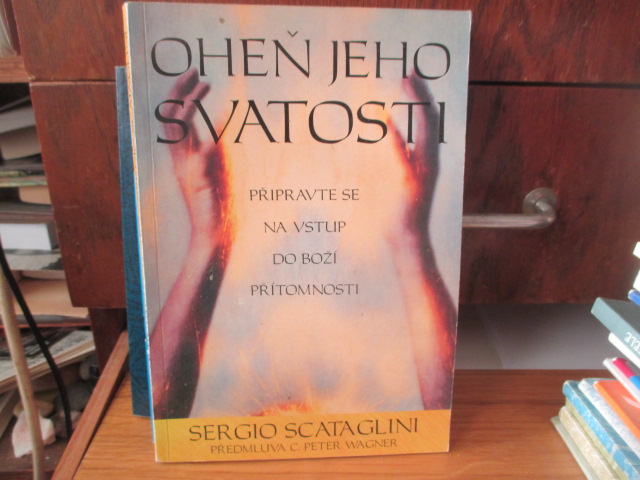 OHEŇ JEHO
SVATOSTI
PŘIPRAVTE SE
NA VSTUP
DO BOŽÍ
PŘÍTOMNOSTI
SERGIO SCATAGLINI
PŘEDMLUVA C. PETER WAGNER